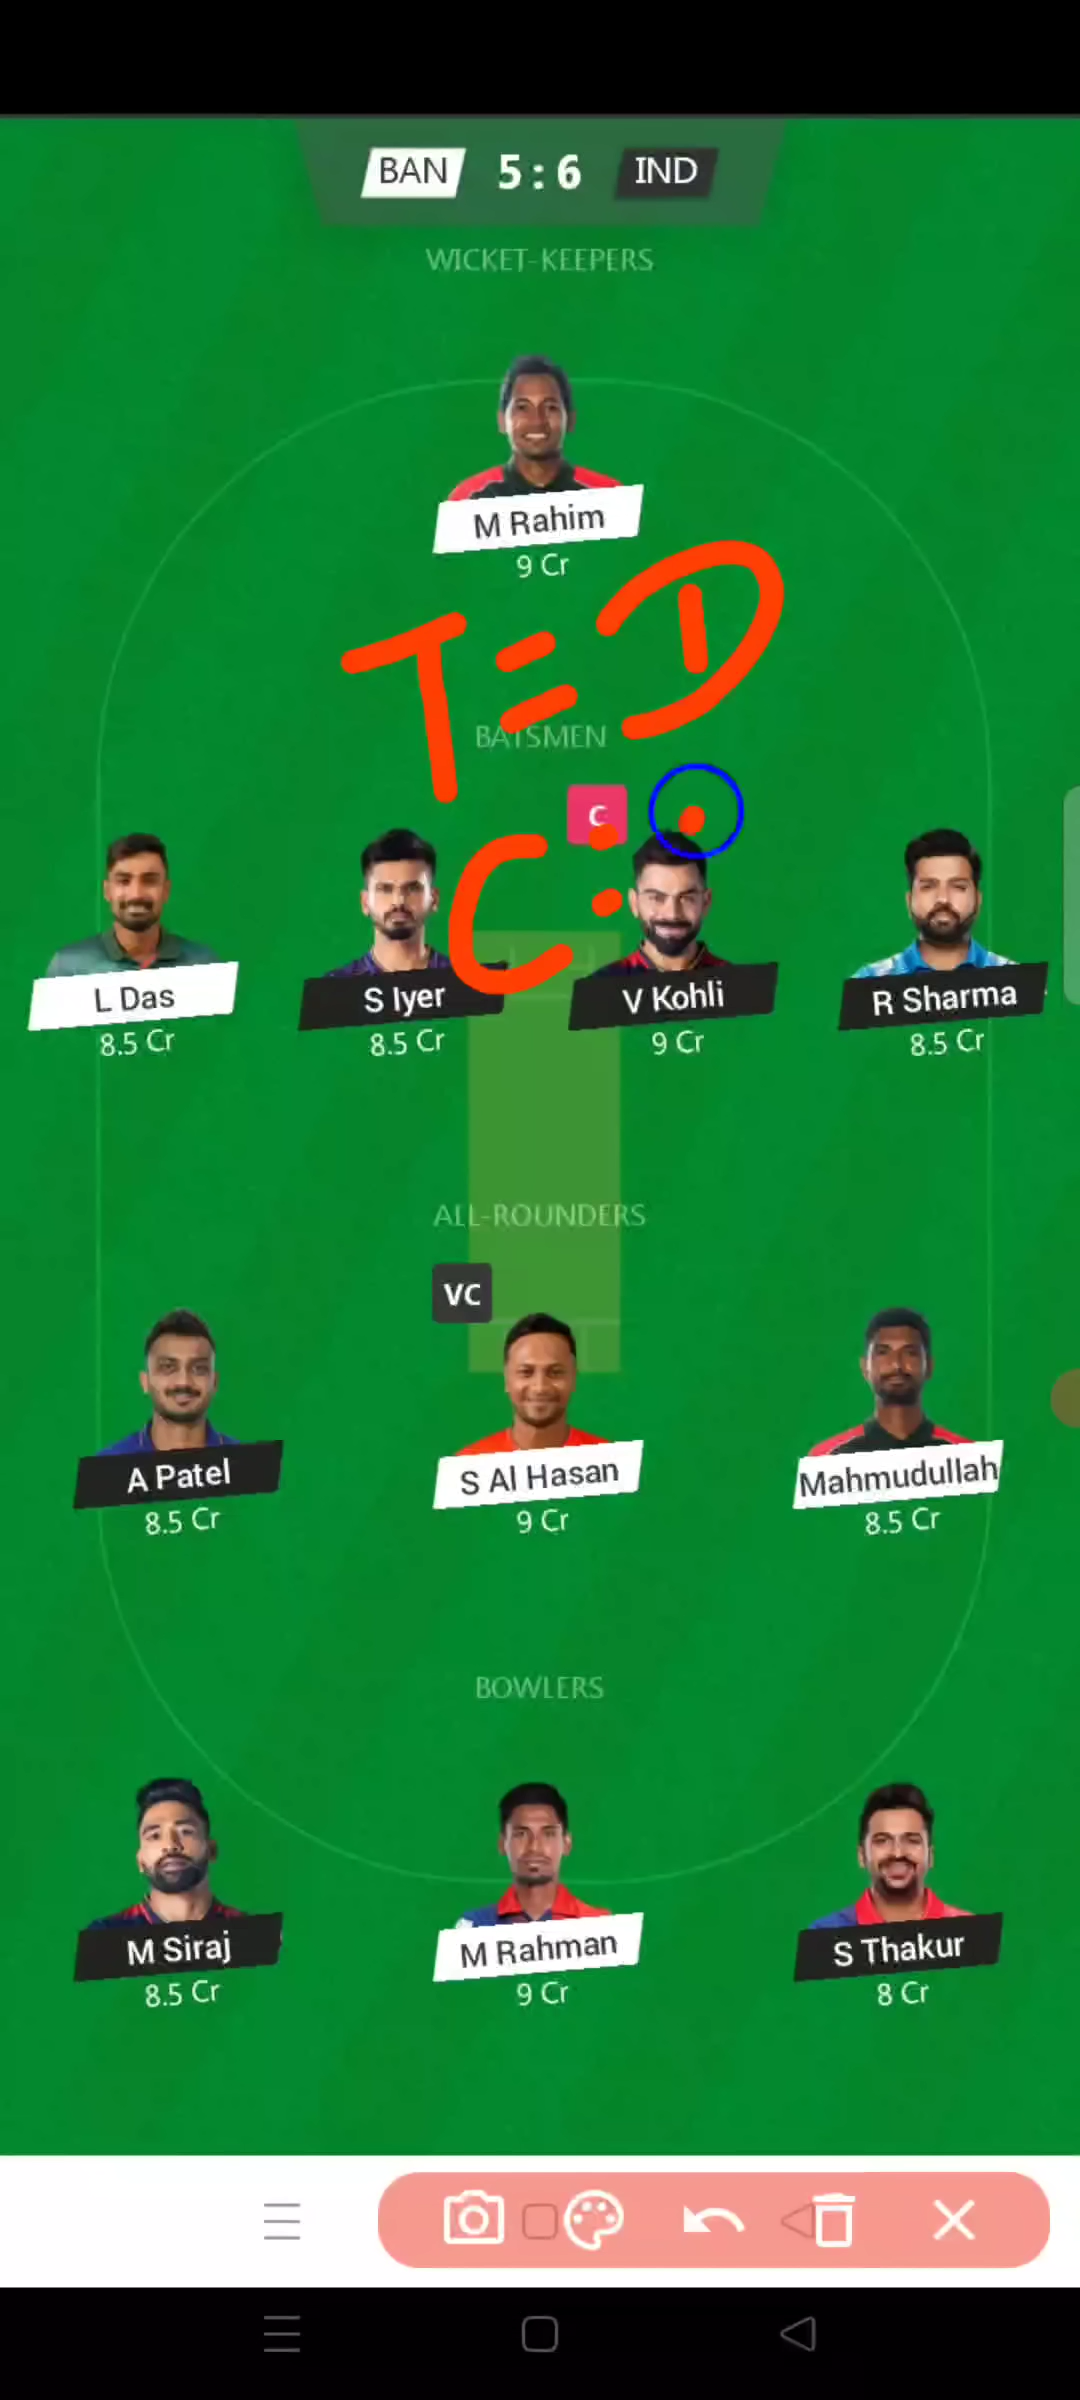 BAN 5 : 6 IND
WICKET-KEEPERS
M Rahim
9 Cr
T = D
BATSMEN
C
C :
L Das S Iyer V Kohli R Sharma
8.5 Cr 8.5 Cr 9 Cr 8.5 Cr
ALL-ROUNDERS
VC
A Patel S Al Hasan Mahmudullah
8.5 Cr 9 Cr 8.5 Cr
BOWLERS
M Siraj M Rahman S Thakur
8.5 Cr 9 Cr 8 Cr